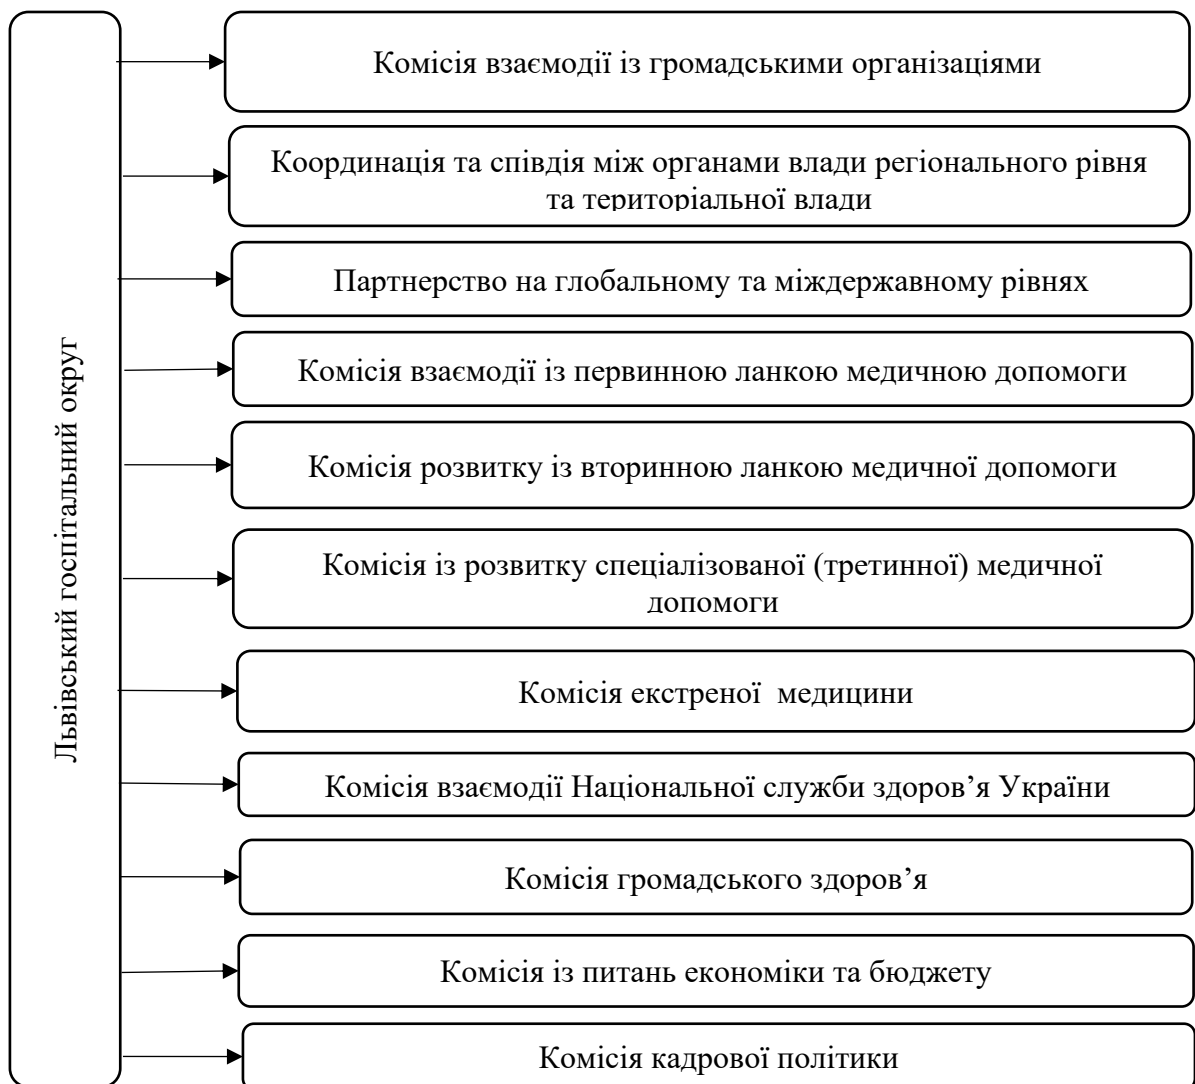 Львівський госпітальний округ
Комісія взаємодії із громадськими організаціями
Координація та співдія між органами влади регіонального рівня
та територіальної влади
Партнерство на глобальному та міждержавному рівнях
Комісія взаємодії із первинною ланкою медичною допомоги
Комісія розвитку із вторинною ланкою медичної допомоги
Комісія із розвитку спеціалізованої (третинної) медичної
допомоги
Комісія екстреної  медицини
Комісія взаємодії Національної служби здоров’я України
Комісія громадського здоров’я
Комісія із питань економіки та бюджету
Комісія кадрової політики